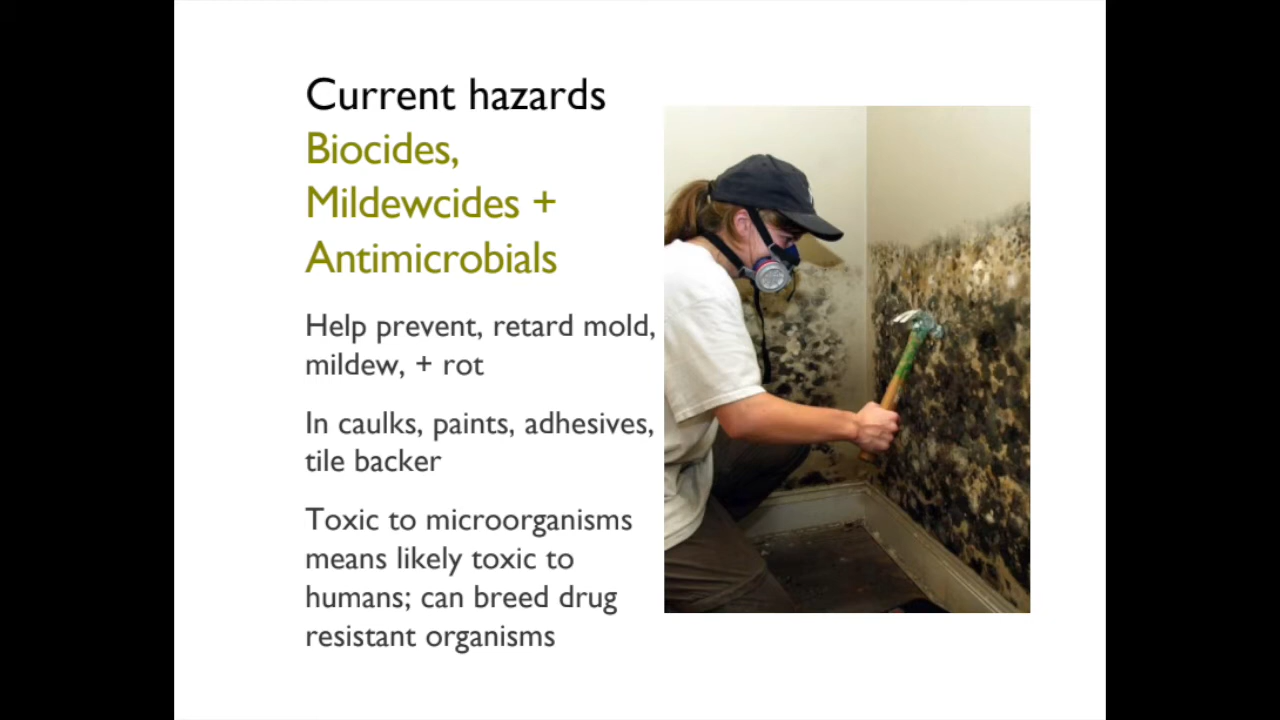 Current hazards
Biocides,
Mildewcides +
Antimicrobials
Help prevent, retard mold,
mildew, + rot
In caulks, paints, adhesives,
tile backer
Toxic to microorganisms
means likely toxic to
humans; can breed drug
resistant organisms